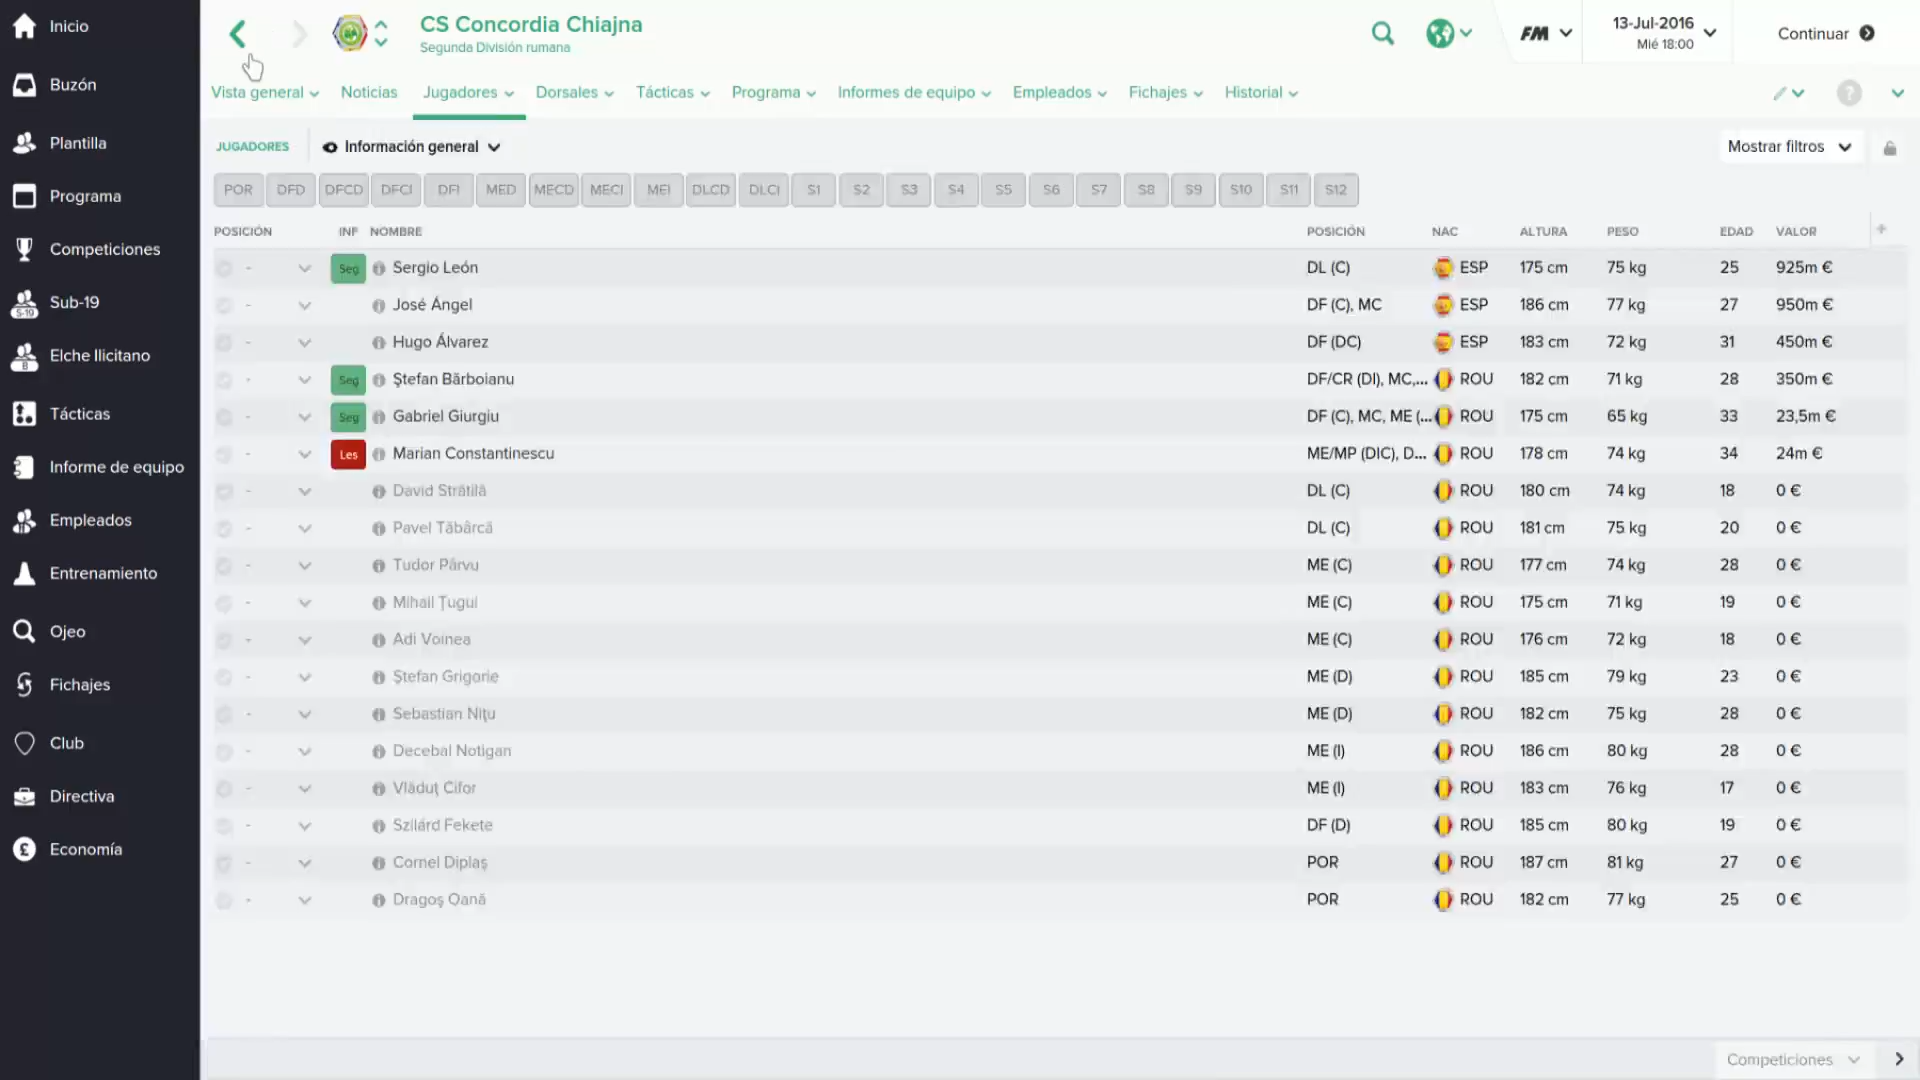 Inicio
Buzón
Plantilla
Programa
Competiciones
Sub-19
Elche Ilicitano
Tácticas
Informe de equipo
Empleados
Entrenamiento
Ojeo
Fichajes
Club
Directiva
Economía
CS Concordia Chiajna
Segunda División rumana
FM
13-Jul-2016
Mié 18:00
Continuar
Vista general Noticias Jugadores Dorsales Tácticas Programa Informes de equipo Empleados Fichajes Historial
JUGADORES Información general Mostrar filtros
POR DFD DFCD DFCI DFI MED MECD MECI MEI DLCD DLCI S1 S2 S3 S4 S5 S6 S7 S8 S9 S10 S11 S12
POSICIÓN INF NOMBRE POSICIÓN NAC ALTURA PESO EDAD VALOR
- Seg Sergio León DL (C) ESP 175 cm 75 kg 25 925m €
- José Ángel DF (C), MC ESP 186 cm 77 kg 27 950m €
- Hugo Álvarez DF (DC) ESP 183 cm 72 kg 31 450m €
- Seg Ştefan Bărboianu DF/CR (DI), MC,... ROU 182 cm 71 kg 28 350m €
- Seg Gabriel Giurgiu DF (C), MC, ME (... ROU 175 cm 65 kg 33 23,5m €
- Les Marian Constantinescu ME/MP (DIC), D... ROU 178 cm 74 kg 34 24m €
- David Strătilă DL (C) ROU 180 cm 74 kg 18 0 €
- Pavel Tăbârcă DL (C) ROU 181 cm 75 kg 20 0 €
- Tudor Pârvu ME (C) ROU 177 cm 74 kg 28 0 €
- Mihail Ţugui ME (C) ROU 175 cm 71 kg 19 0 €
- Adi Voinea ME (C) ROU 176 cm 72 kg 18 0 €
- Ştefan Grigorie ME (D) ROU 185 cm 79 kg 23 0 €
- Sebastian Niţu ME (D) ROU 182 cm 75 kg 28 0 €
- Decebal Notigan ME (I) ROU 186 cm 80 kg 28 0 €
- Vlăduţ Cifor ME (I) ROU 183 cm 76 kg 17 0 €
- Szilárd Fekete DF (D) ROU 185 cm 80 kg 19 0 €
- Cornel Diplaş POR ROU 187 cm 81 kg 27 0 €
- Dragoş Oană POR ROU 182 cm 77 kg 25 0 €
Competiciones